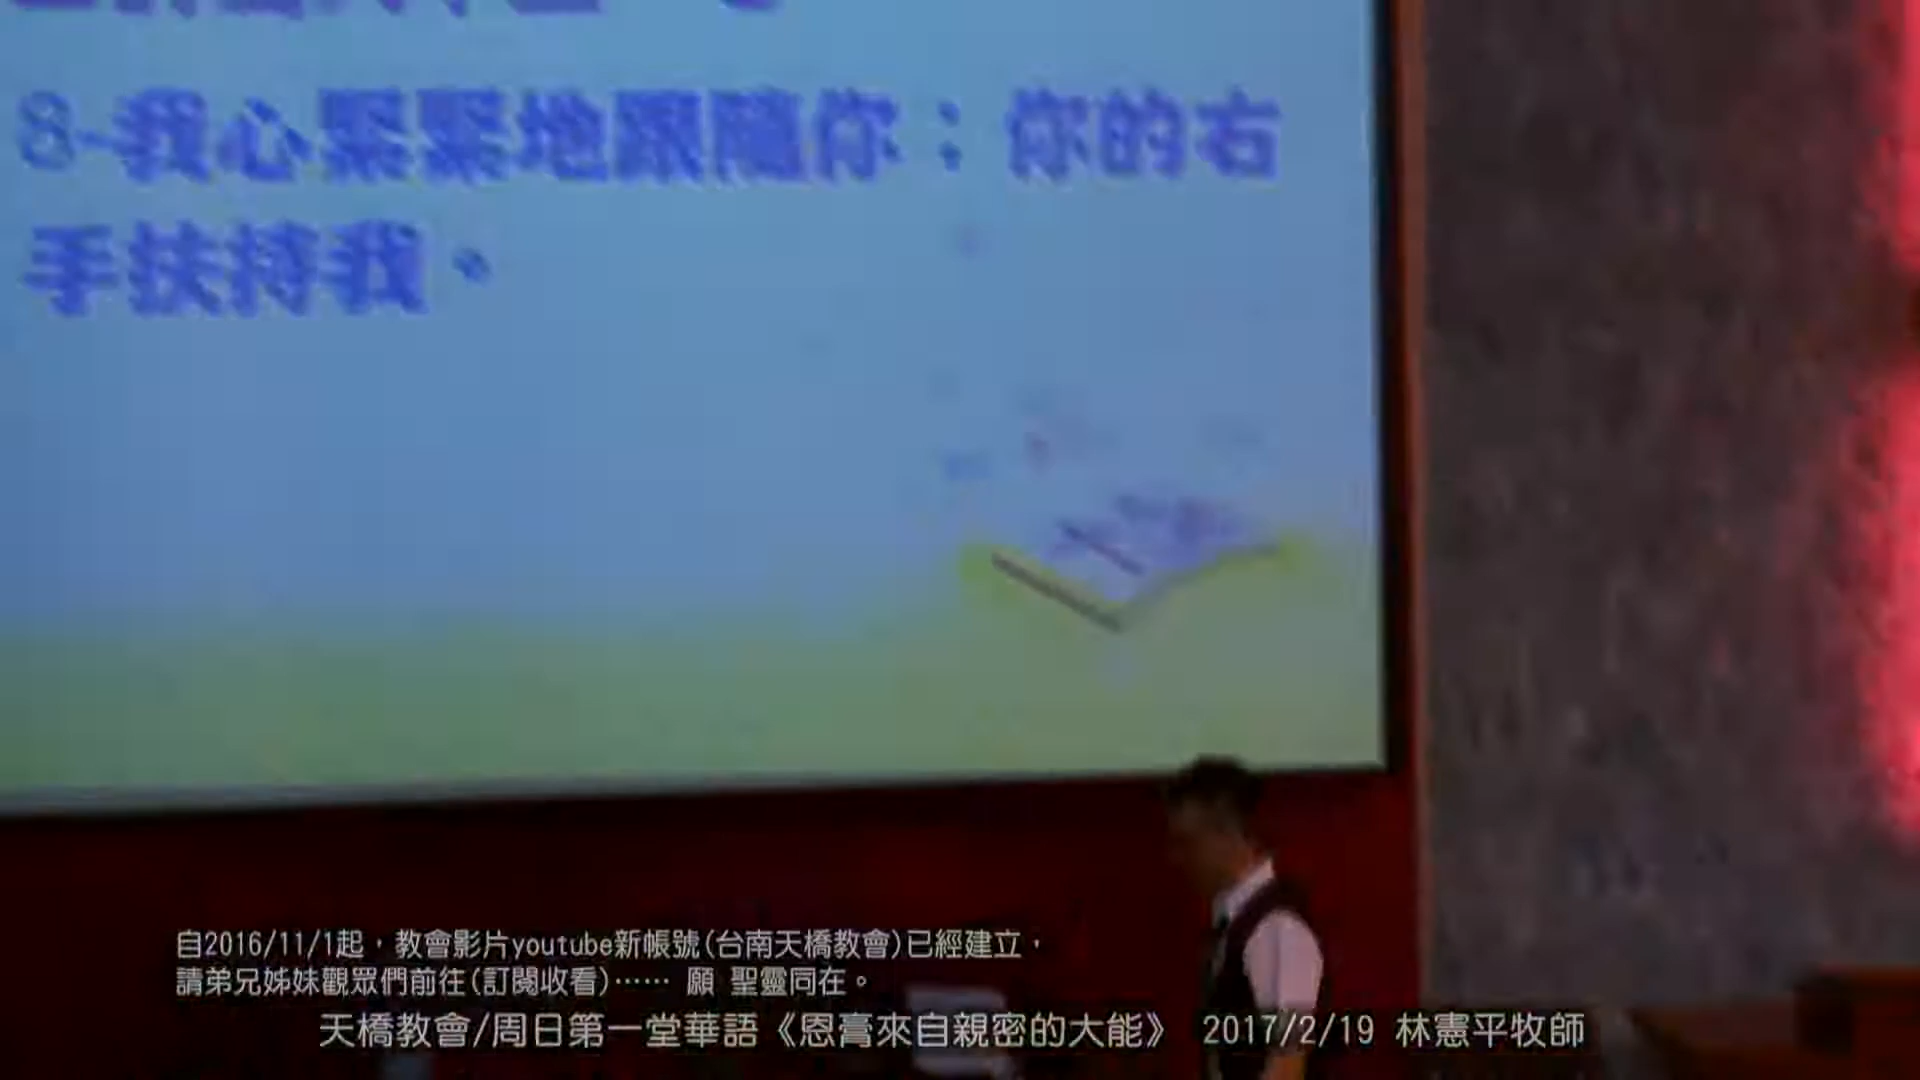 8-我心緊緊地跟隨你；你的右
手扶持我。
自2016/11/1起，教會影片youtube新帳號(台南天橋教會)已經建立，
請弟兄姊妹觀眾們前往(訂閱收看)…… 願 聖靈同在。
天橋教會/周日第一堂華語《恩膏來自親密的大能》 2017/2/19 林憲平牧師